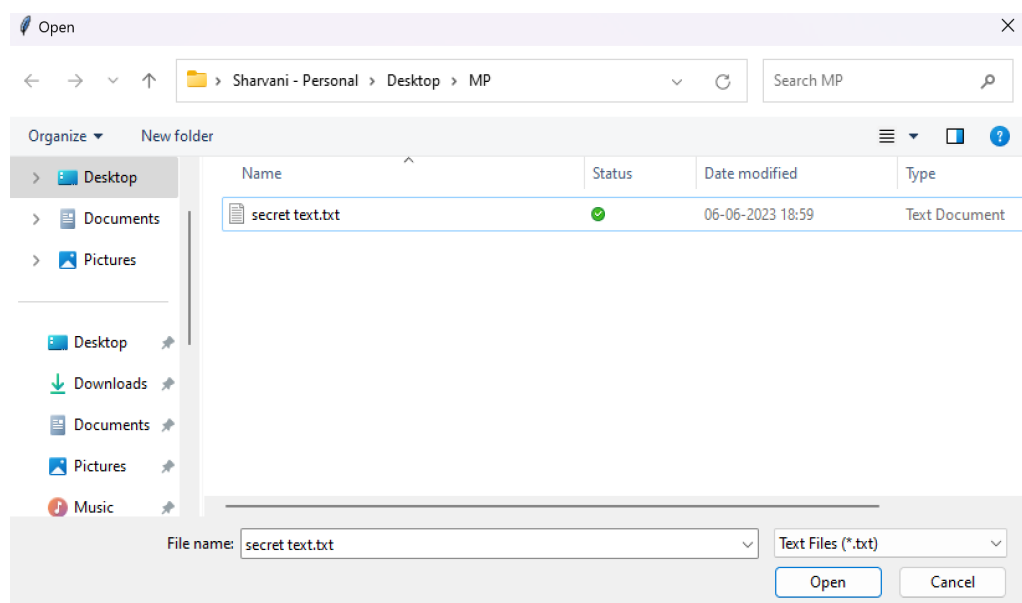 Open
Sharvani - Personal > Desktop > MP
Search MP
Organize
New folder
?
Name
Status
Date modified
Type
Desktop
secret text.txt
06-06-2023 18:59
Text Document
Documents
Pictures
Desktop
Downloads
Documents
Pictures
Music
File name: secret text.txt
Text Files (*.txt)
Open
Cancel